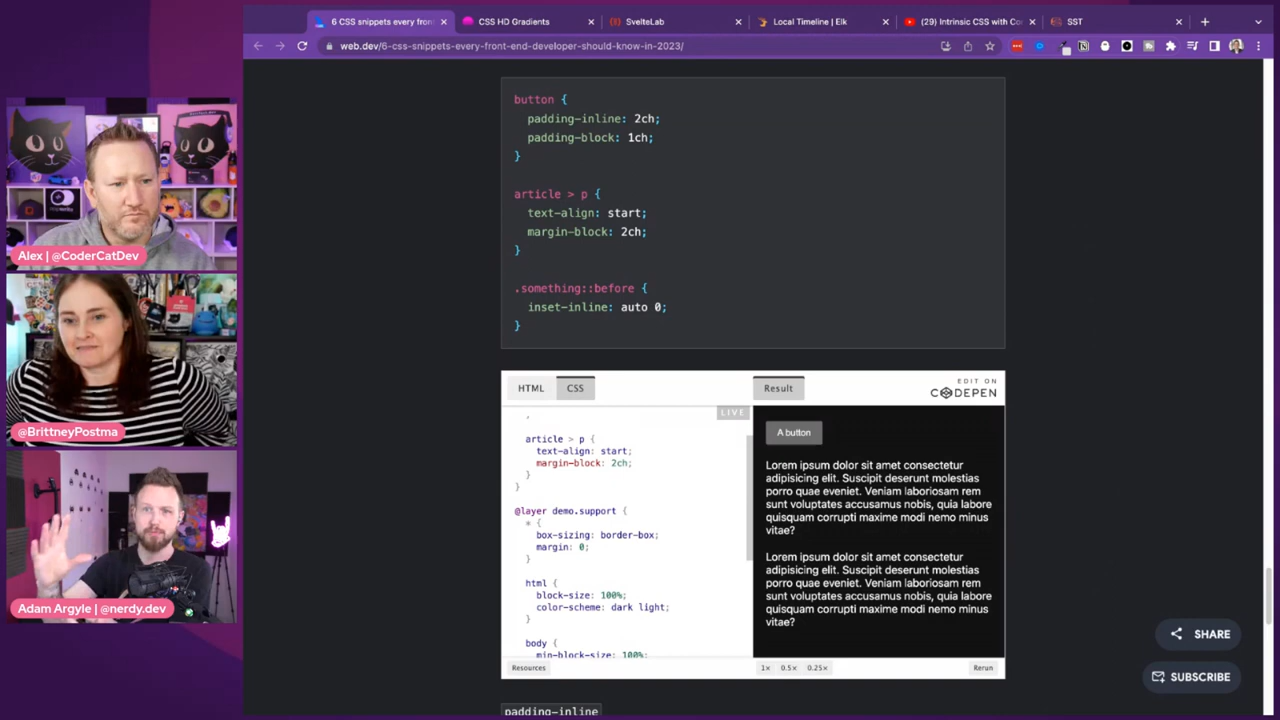 6 CSS snippets every fron
CSS HD Gradients
SvelteLab
Local Timeline | Elk
(29) Intrinsic CSS with Co
SST
web.dev/6-css-snippets-every-front-end-developer-should-know-in-2023/
button {
padding-inline: 2ch;
padding-block: 1ch;
}
article > p {
text-align: start;
margin-block: 2ch;
}
.something::before {
inset-inline: auto 0;
}
Alex | @CoderCatDev
@BrittneyPostma
Adam Argyle | @nerdy.dev
HTML
CSS
Result
EDIT ON
CODEPEN
LIVE
article > p {
text-align: start;
margin-block: 2ch;
}
}
@layer demo.support {
* {
box-sizing: border-box;
margin: 0;
}
html {
block-size: 100%;
color-scheme: dark light;
}
body {
min-block-size: 100%;
A button
Lorem ipsum dolor sit amet consectetur
adipisicing elit. Suscipit deserunt molestias
porro quae eveniet. Veniam laboriosam rem
sunt voluptates accusamus nobis, quia labore
quisquam corrupti maxime modi nemo minus
vitae?
Lorem ipsum dolor sit amet consectetur
adipisicing elit. Suscipit deserunt molestias
porro quae eveniet. Veniam laboriosam rem
sunt voluptates accusamus nobis, quia labore
quisquam corrupti maxime modi nemo minus
vitae?
Resources
1×
0.5×
0.25×
Rerun
SHARE
SUBSCRIBE
padding-inline